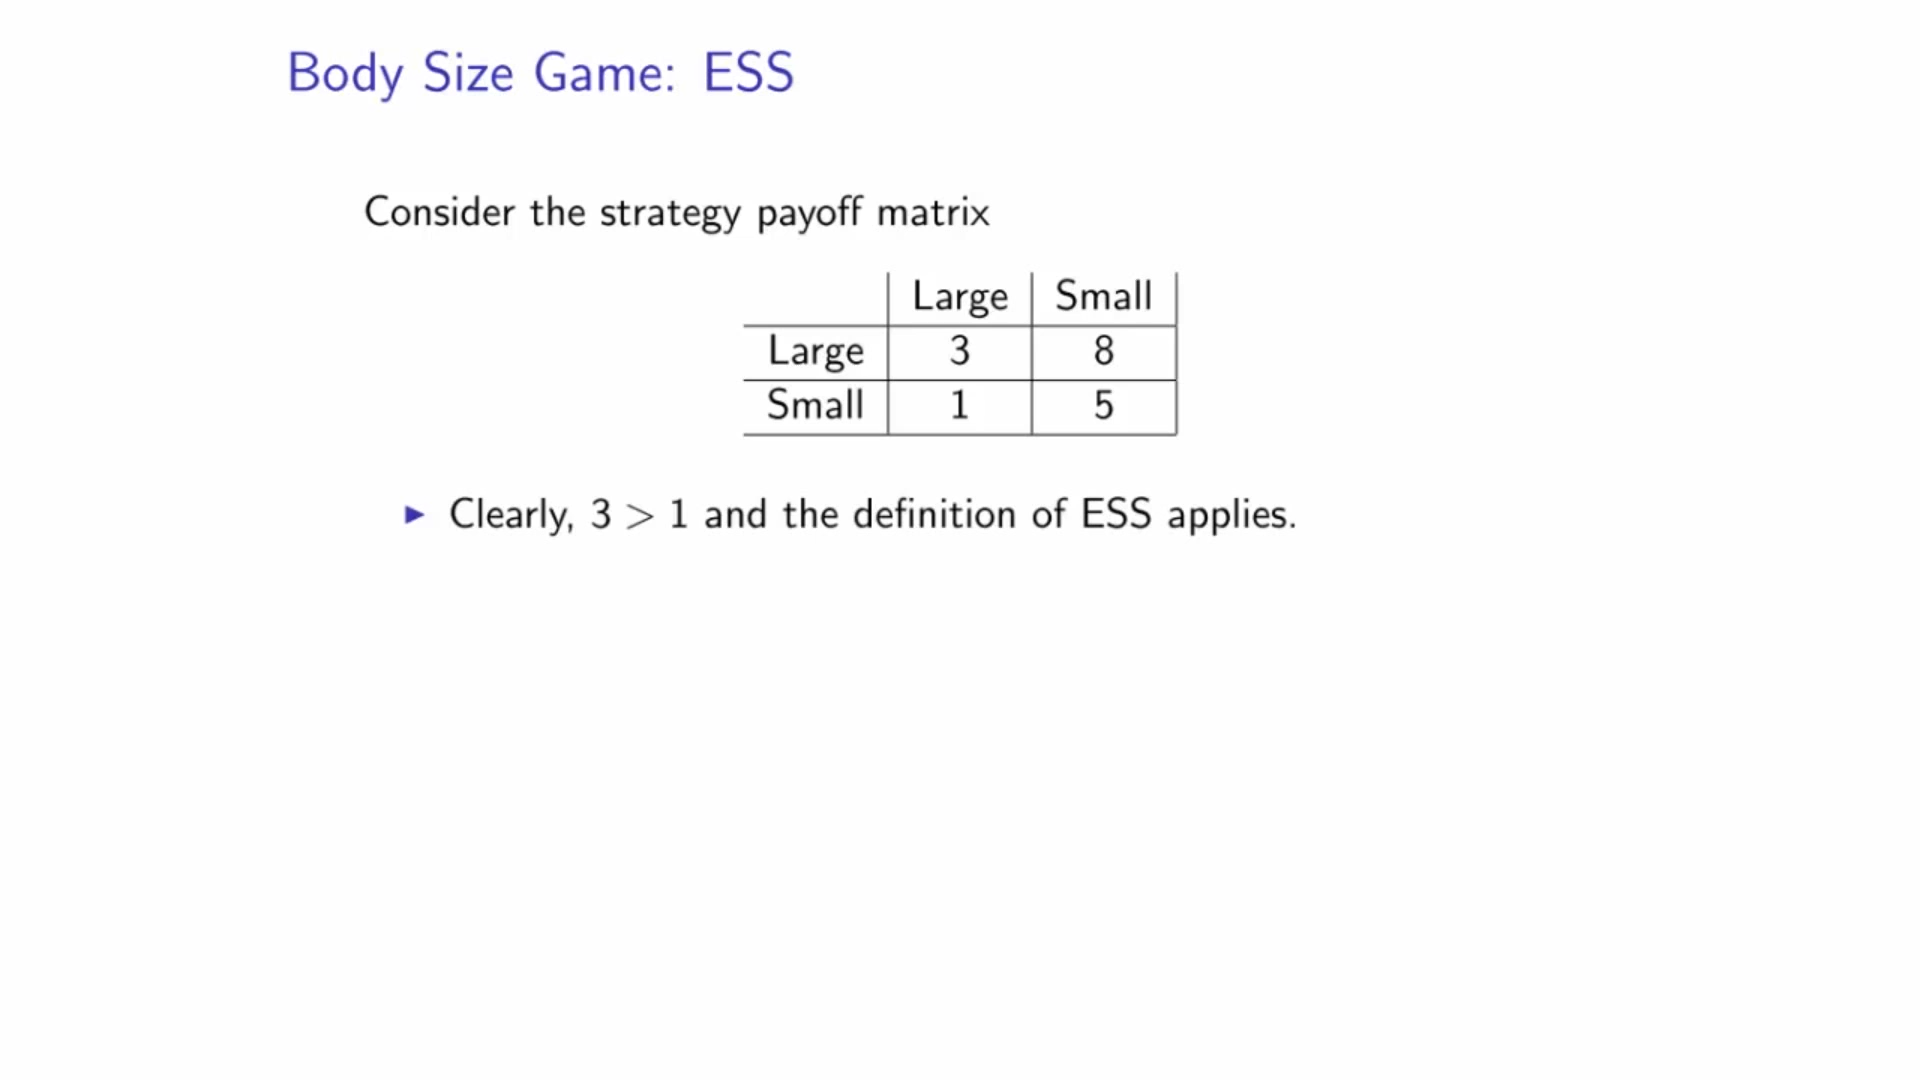 Body Size Game: ESS
Consider the strategy payoff matrix
Large Small
Large 3 8
Small 1 5
▶ Clearly, 3 > 1 and the definition of ESS applies.